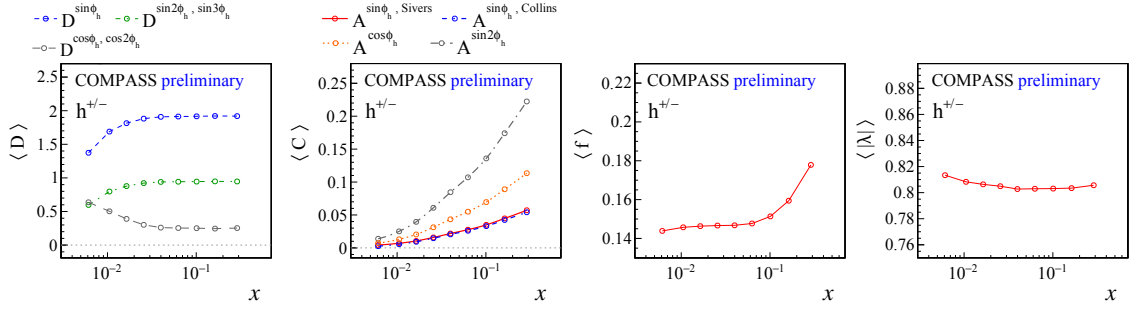 D^sinϕ_h D^sin2ϕ_h, sin3ϕ_h
D^cosϕ_h, cos2ϕ_h
COMPASS preliminary
h^+/−
⟨ D ⟩
2.5
2
1.5
1
0.5
0
10^−2 10^−1
x
A^sinϕ_h, Sivers A^sinϕ_h, Collins
A^cosϕ_h A^sin2ϕ_h
COMPASS preliminary
h^+/−
⟨ C ⟩
0.25
0.2
0.15
0.1
0.05
0
10^−2 10^−1
x
COMPASS preliminary
h^+/−
⟨ f ⟩
0.22
0.2
0.18
0.16
0.14
10^−2 10^−1
x
COMPASS preliminary
h^+/−
⟨ |λ| ⟩
0.88
0.86
0.84
0.82
0.8
0.78
0.76
10^−2 10^−1
x